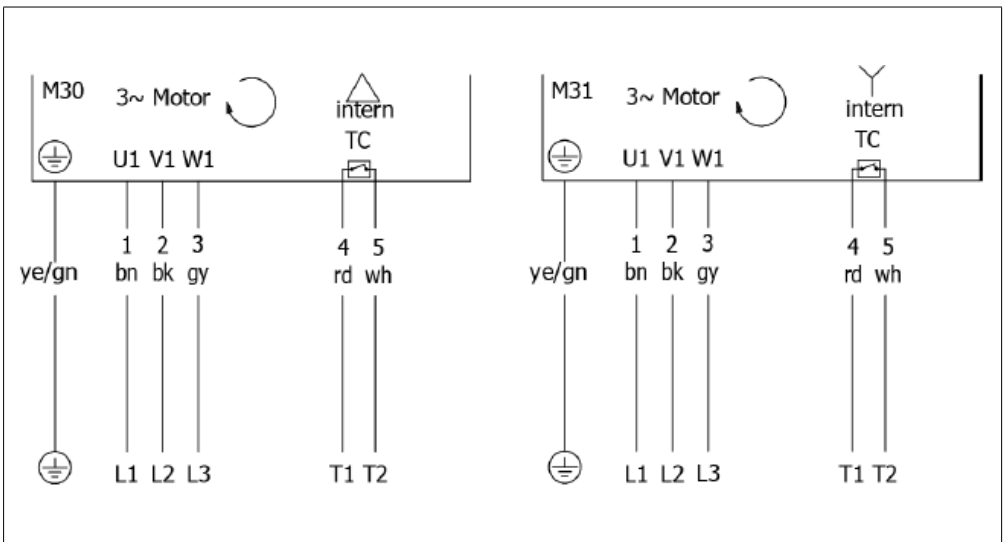 M30 3~ Motor intern
TC
U1 V1 W1
1 2 3 4 5
ye/gn bn bk gy rd wh
L1 L2 L3 T1 T2
M31 3~ Motor intern
TC
U1 V1 W1
1 2 3 4 5
ye/gn bn bk gy rd wh
L1 L2 L3 T1 T2